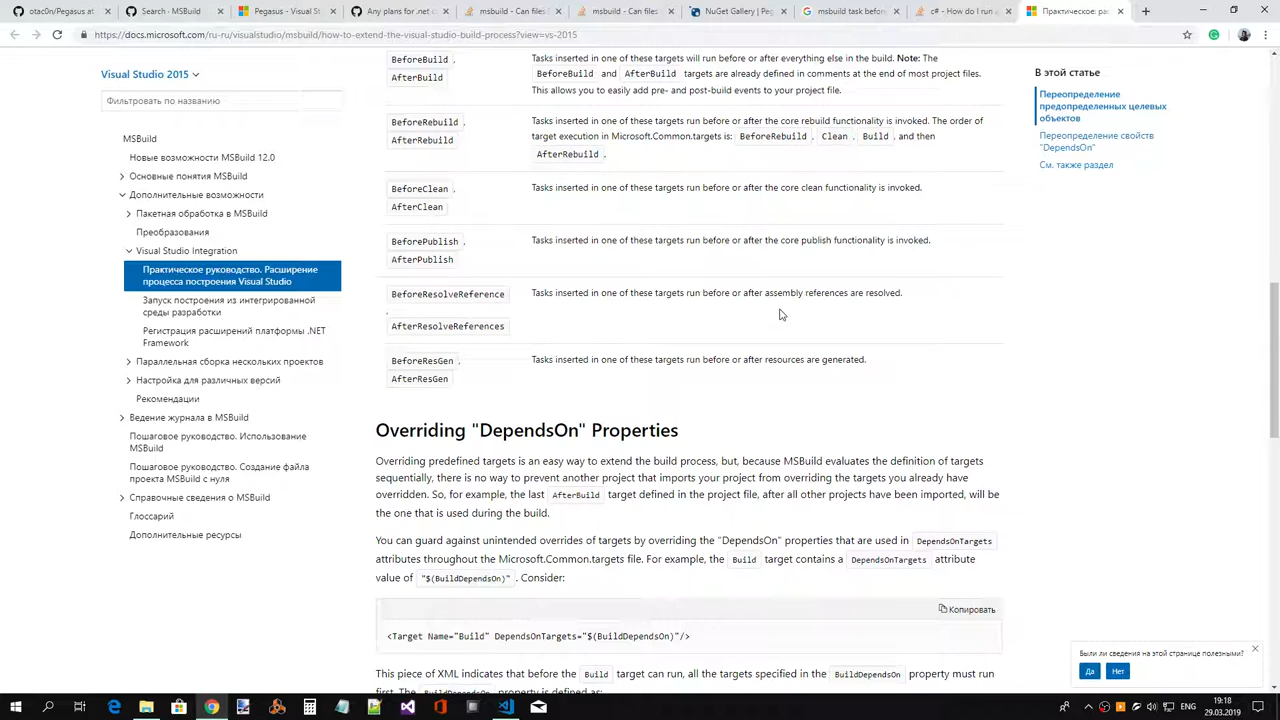 otac0n/Pegasus at
Search · MSBuild
Pegasus - Visual St
Any plans for .net c
msbuild - Can files
msbuild - Can files
NuGet Gallery | Peg
msbuild task before
c# - How do I run a
Практическое: ра
https://docs.microsoft.com/ru-ru/visualstudio/msbuild/how-to-extend-the-visual-studio-build-process?view=vs-2015
Visual Studio 2015
Фильтровать по названию
MSBuild
Новые возможности MSBuild 12.0
Основные понятия MSBuild
Дополнительные возможности
Пакетная обработка в MSBuild
Преобразования
Visual Studio Integration
Практическое руководство. Расширение
процесса построения Visual Studio
Запуск построения из интегрированной
среды разработки
Регистрация расширений платформы .NET
Framework
Параллельная сборка нескольких проектов
Настройка для различных версий
Рекомендации
Ведение журнала в MSBuild
Пошаговое руководство. Использование
MSBuild
Пошаговое руководство. Создание файла
проекта MSBuild с нуля
Справочные сведения о MSBuild
Глоссарий
Дополнительные ресурсы
BeforeBuild ,
AfterBuild
Tasks inserted in one of these targets will run before or after everything else in the build. Note: The
BeforeBuild and AfterBuild targets are already defined in comments at the end of most project files.
This allows you to easily add pre- and post-build events to your project file.
BeforeRebuild ,
AfterRebuild
Tasks inserted in one of these targets run before or after the core rebuild functionality is invoked. The order of
target execution in Microsoft.Common.targets is: BeforeRebuild , Clean , Build , and then
AfterRebuild .
BeforeClean ,
AfterClean
Tasks inserted in one of these targets run before or after the core clean functionality is invoked.
BeforePublish ,
AfterPublish
Tasks inserted in one of these targets run before or after the core publish functionality is invoked.
BeforeResolveReference
,
AfterResolveReferences
Tasks inserted in one of these targets run before or after assembly references are resolved.
BeforeResGen ,
AfterResGen
Tasks inserted in one of these targets run before or after resources are generated.
Overriding "DependsOn" Properties
Overriding predefined targets is an easy way to extend the build process, but, because MSBuild evaluates the definition of targets
sequentially, there is no way to prevent another project that imports your project from overriding the targets you already have
overridden. So, for example, the last AfterBuild target defined in the project file, after all other projects have been imported, will be
the one that is used during the build.
You can guard against unintended overrides of targets by overriding the "DependsOn" properties that are used in DependsOnTargets
attributes throughout the Microsoft.Common.targets file. For example, the Build target contains a DependsOnTargets attribute
value of "$(BuildDependsOn)" . Consider:
Копировать
<Target Name="Build" DependsOnTargets="$(BuildDependsOn)"/>
This piece of XML indicates that before the Build target can run, all the targets specified in the BuildDependsOn property must run
first. The BuildDependsOn property is defined as:
В этой статье
Переопределение
предопределенных целевых
объектов
Переопределение свойств
"DependsOn"
См. также раздел
Были ли сведения на этой странице полезными?
Да
Нет
ENG
19:18
29.03.2019